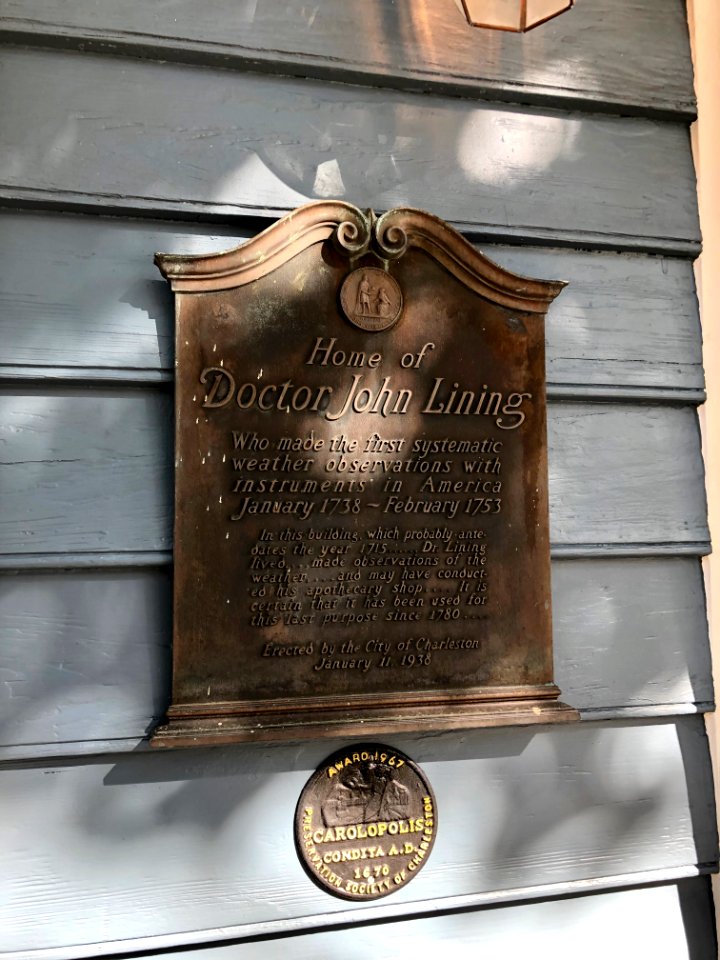 Home of
Doctor John Lining
Who made the first systematic
weather observations with
instruments in America
January 1738 ~ February 1753
In this building, which probably ante-
dates the year 1715...... Dr. Lining
lived.... made observations of the
weather.... and may have conduct-
ed his apothecary shop.... It is
certain that it has been used for
this last purpose since 1780....
Erected by the City of Charleston
January 11 1938
AWARD 1967
CAROLOPOLIS
CONDITA A.D.
1670
PRESERVATION SOCIETY OF CHARLESTON